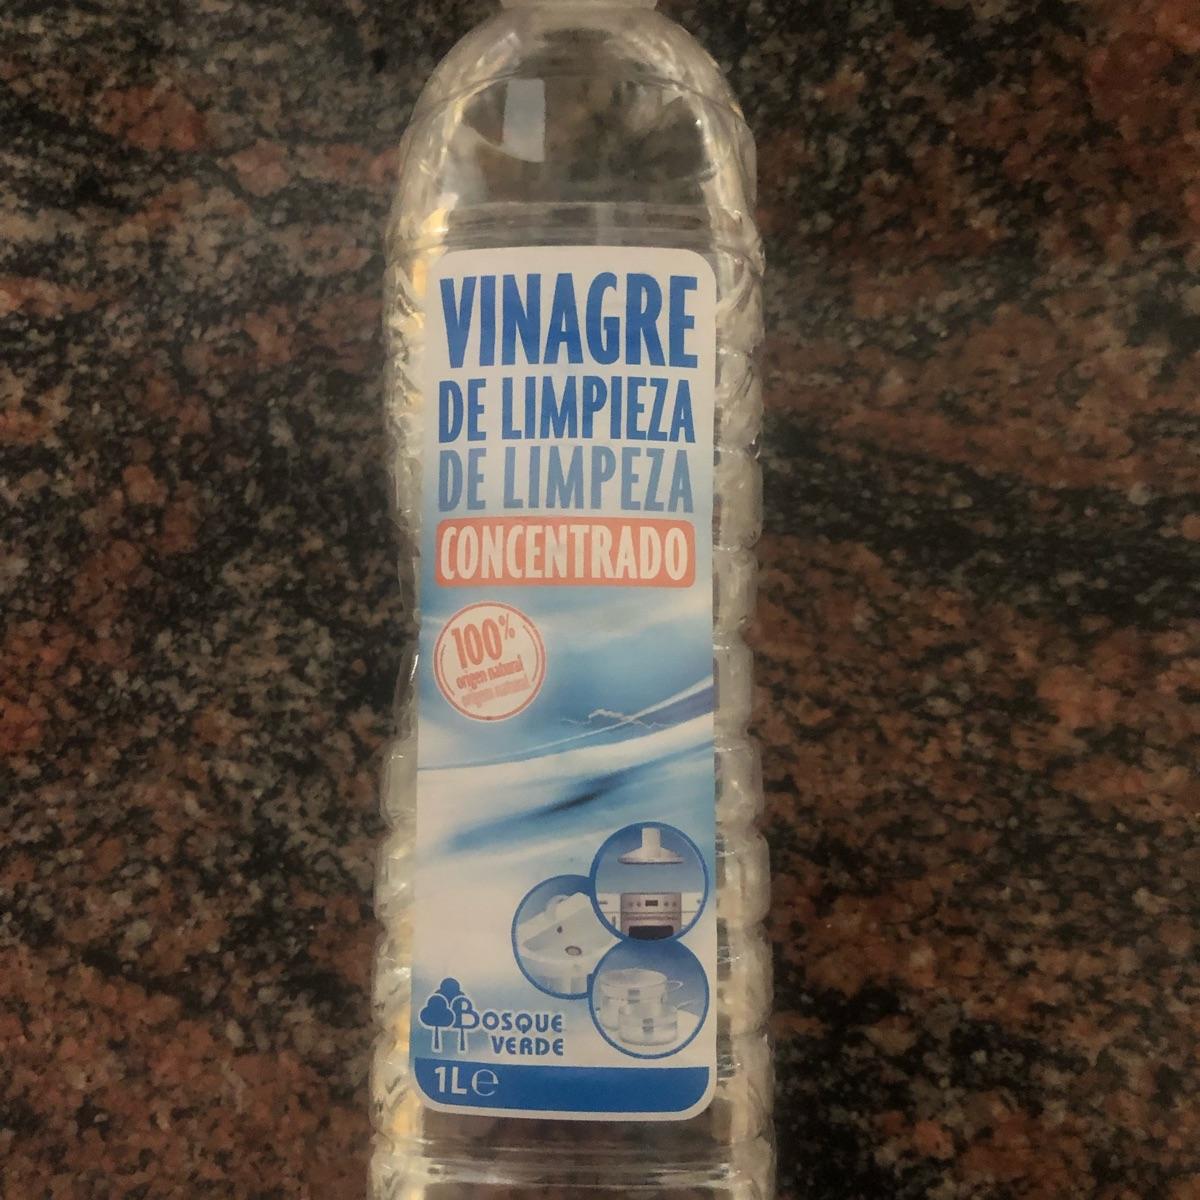 VINAGRE
DE LIMPIEZA
DE LIMPEZA
CONCENTRADO
100%
origen natural
origem natural
BOSQUE
VERDE
1L e